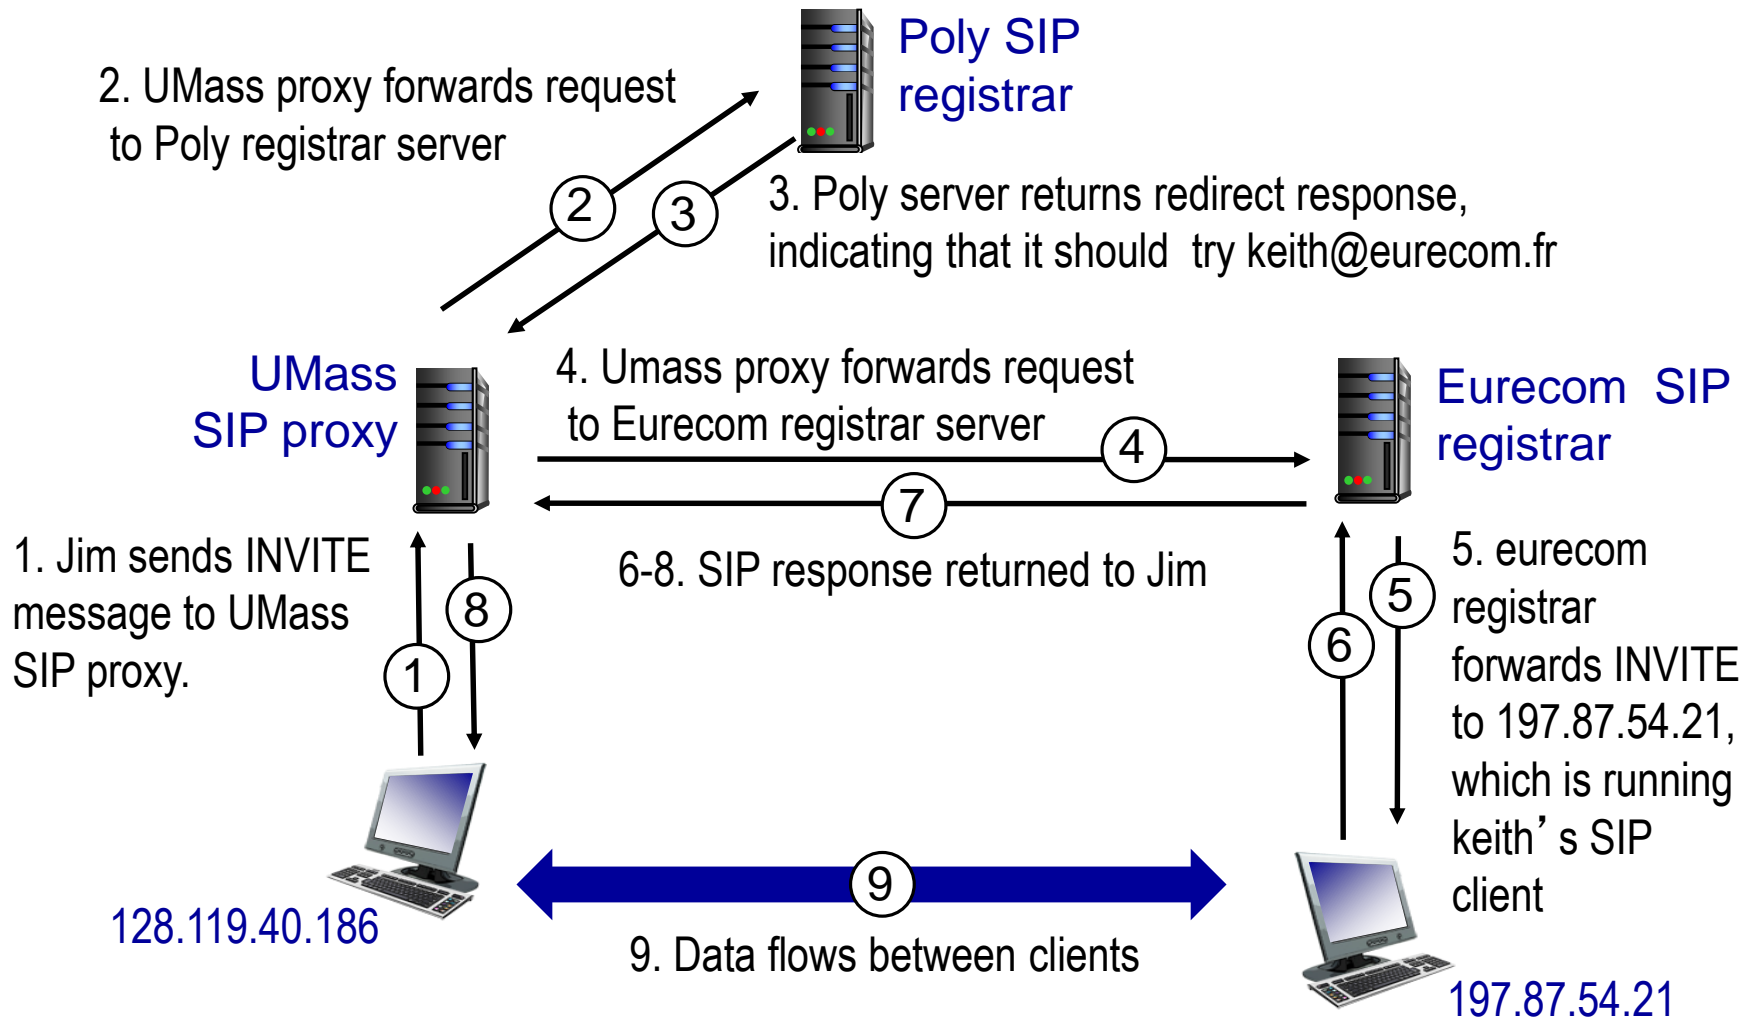 Poly SIP
registrar
2. UMass proxy forwards request
to Poly registrar server
2
3
3. Poly server returns redirect response,
indicating that it should  try keith@eurecom.fr
UMass
SIP proxy
4. Umass proxy forwards request
to Eurecom registrar server
4
Eurecom  SIP
registrar
7
1. Jim sends INVITE
message to UMass
SIP proxy.
1
8
6-8. SIP response returned to Jim
6
5
5. eurecom
registrar
forwards INVITE
to 197.87.54.21,
which is running
keith’s SIP
client
9
128.119.40.186
9. Data flows between clients
197.87.54.21